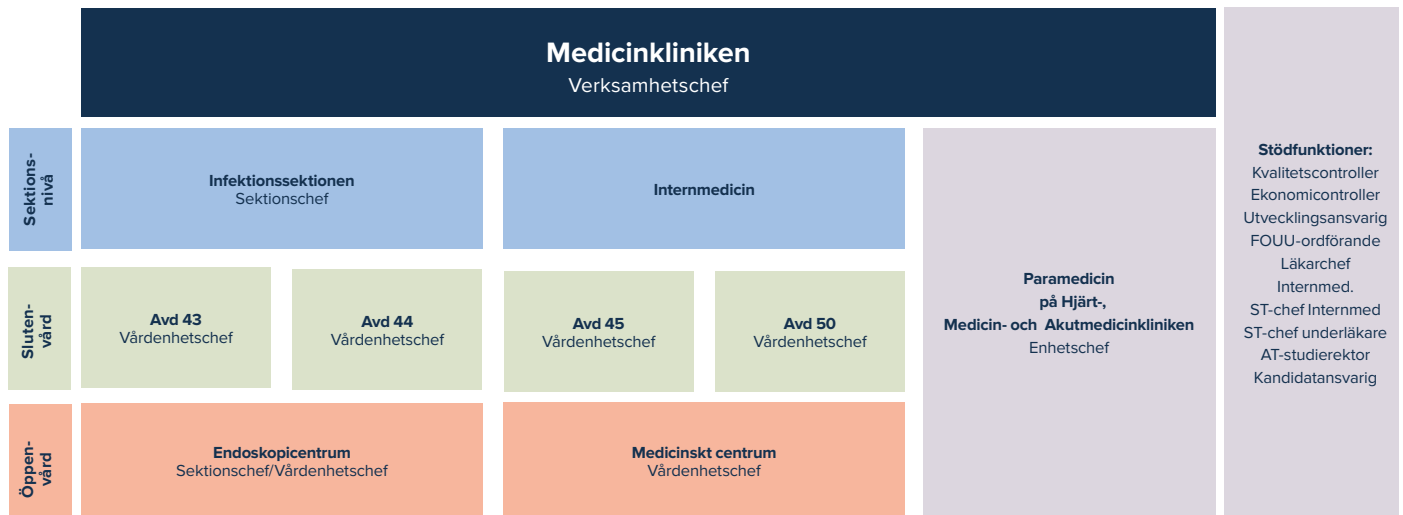 Medicinkliniken
Verksamhetschef
Sektions-
nivå
Infektionssektionen
Sektionschef
Internmedicin
Sluten-
vård
Avd 43
Vårdenhetschef
Avd 44
Vårdenhetschef
Avd 45
Vårdenhetschef
Avd 50
Vårdenhetschef
Öppen-
vård
Endoskopicentrum
Sektionschef/Vårdenhetschef
Medicinskt centrum
Vårdenhetschef
Paramedicin
på Hjärt-,
Medicin- och Akutmedicinkliniken
Enhetschef
Stödfunktioner:
Kvalitetscontroller
Ekonomicontroller
Utvecklingsansvarig
FOUU-ordförande
Läkarchef
Internmed.
ST-chef Internmed
ST-chef underläkare
AT-studierektor
Kandidatansvarig